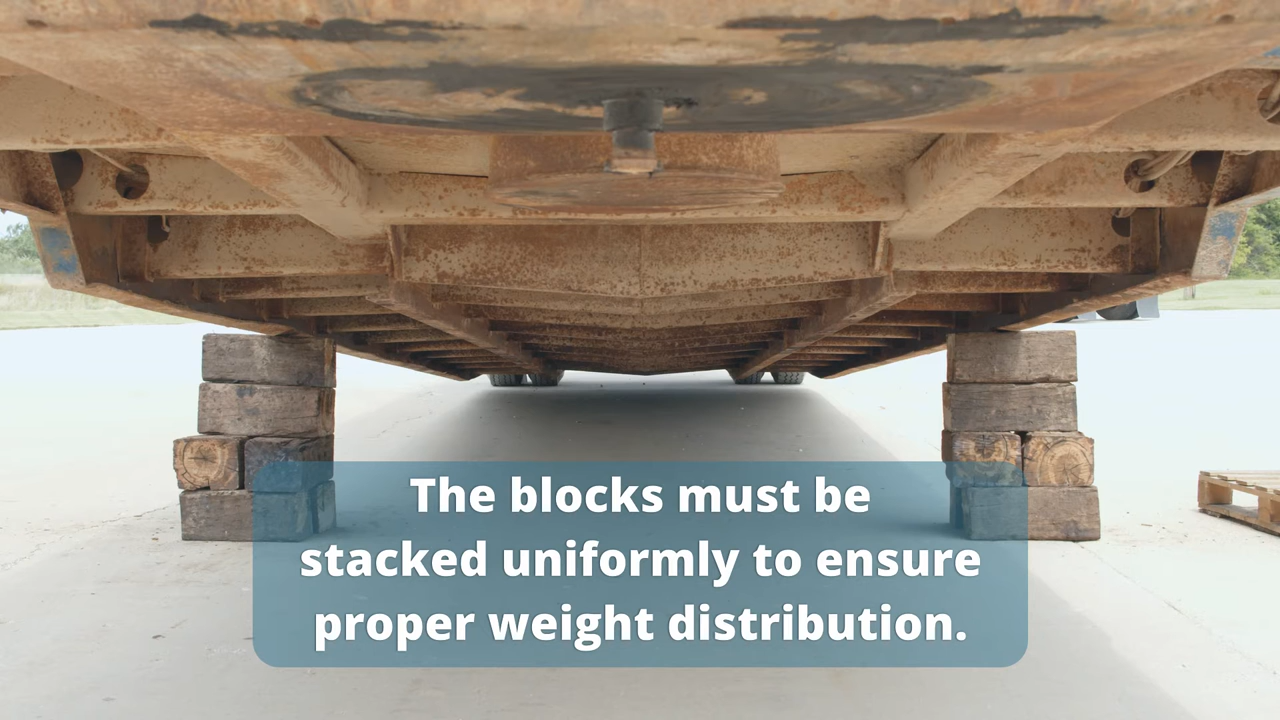 The blocks must be
stacked uniformly to ensure
proper weight distribution.